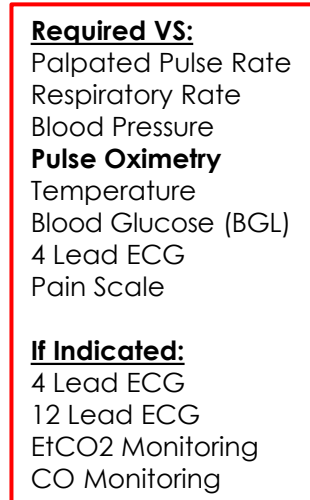 Required VS:
Palpated Pulse Rate
Respiratory Rate
Blood Pressure
Pulse Oximetry
Temperature
Blood Glucose (BGL)
4 Lead ECG
Pain Scale
If Indicated:
4 Lead ECG
12 Lead ECG
EtCO2 Monitoring
CO Monitoring